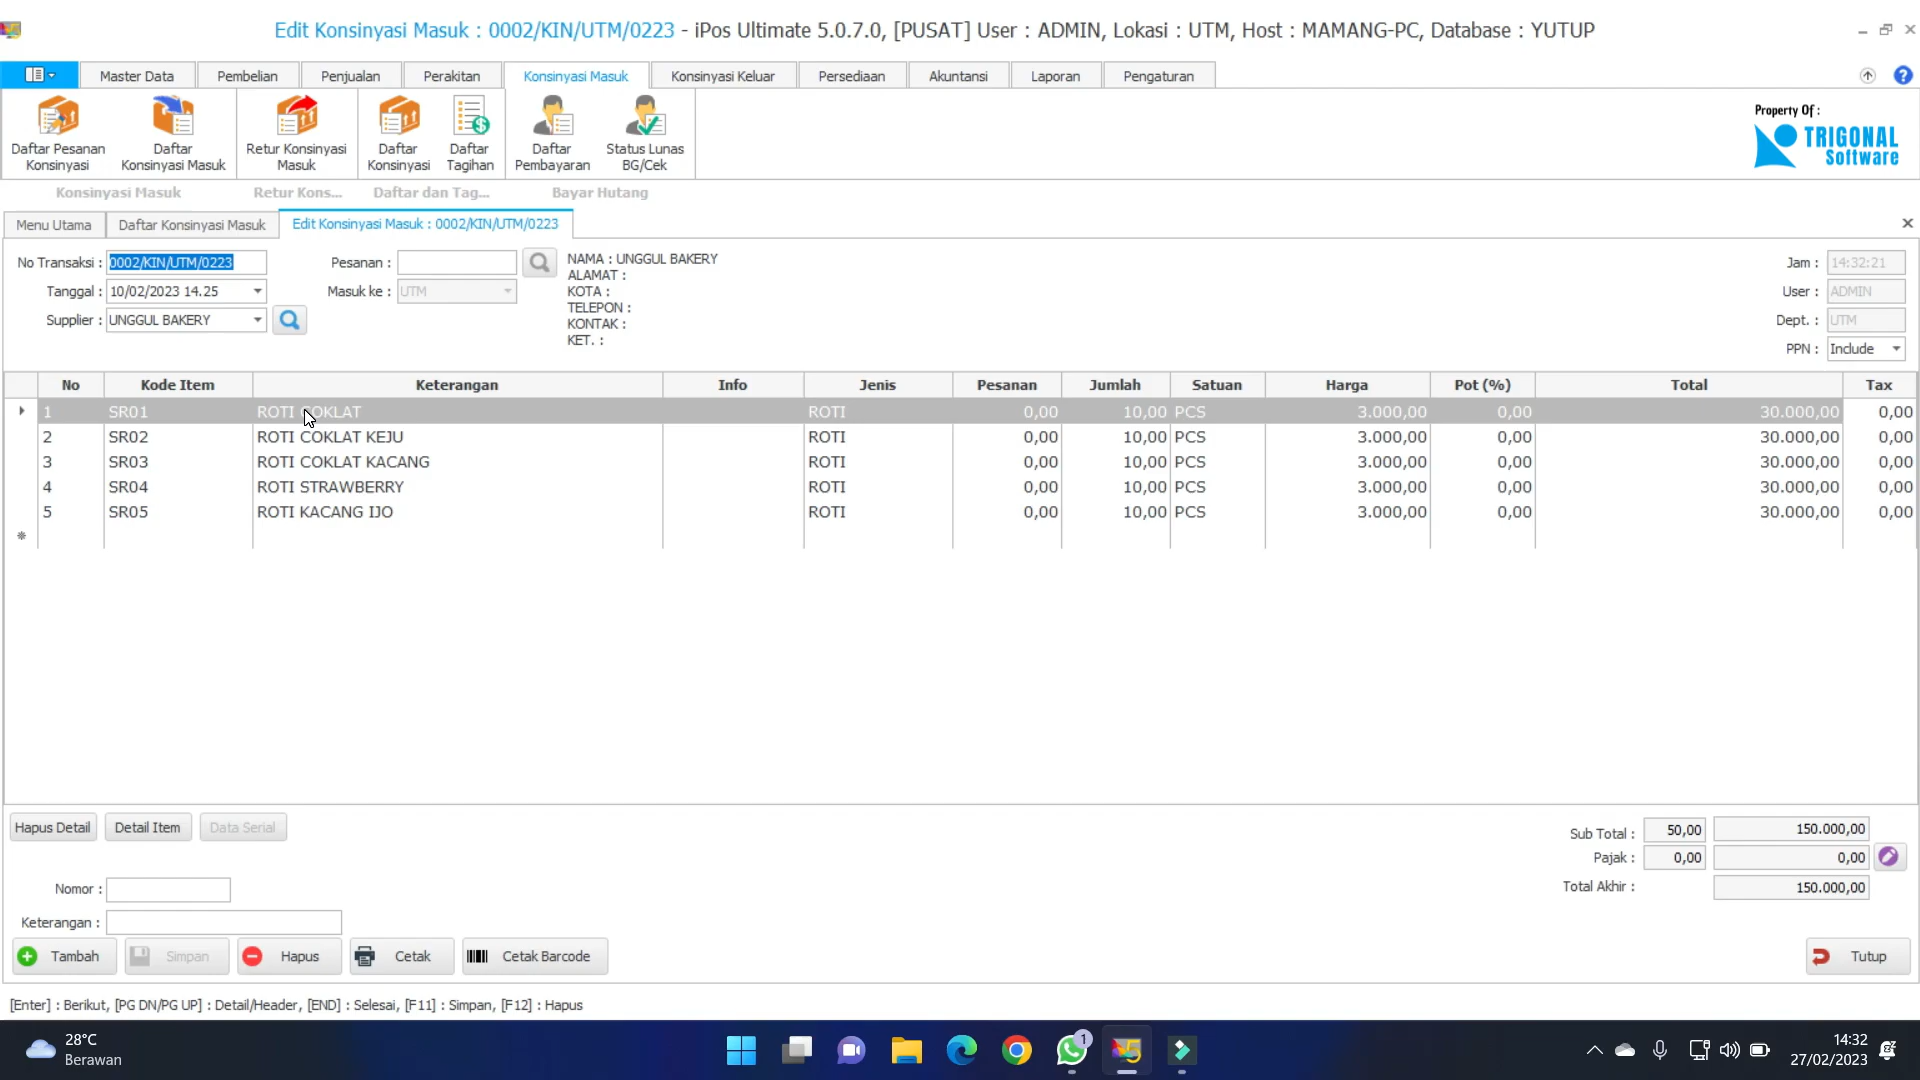 Edit Konsinyasi Masuk : 0002/KIN/UTM/0223 - iPos Ultimate 5.0.7.0, [PUSAT] User : ADMIN, Lokasi : UTM, Host : MAMANG-PC, Database : YUTUP
Master Data Pembelian Penjualan Perakitan Konsinyasi Masuk Konsinyasi Keluar Persediaan Akuntansi Laporan Pengaturan
Daftar Pesanan Konsinyasi
Daftar Konsinyasi Masuk
Retur Konsinyasi Masuk
Daftar Konsinyasi
Daftar Tagihan
Daftar Pembayaran
Status Lunas BG/Cek
Property Of :
TRIGONAL
Software
Konsinyasi Masuk Retur Kons... Daftar dan Tag... Bayar Hutang
Menu Utama Daftar Konsinyasi Masuk Edit Konsinyasi Masuk : 0002/KIN/UTM/0223
No Transaksi : 0002/KIN/UTM/0223
Tanggal : 10/02/2023 14.25
Supplier : UNGGUL BAKERY
Pesanan :
Masuk ke : UTM
NAMA : UNGGUL BAKERY
ALAMAT :
KOTA :
TELEPON :
KONTAK :
KET. :
Jam : 14:32:21
User : ADMIN
Dept. : UTM
PPN : Include
No Kode Item Keterangan Info Jenis Pesanan Jumlah Satuan Harga Pot (%) Total Tax
1 SR01 ROTI COKLAT ROTI 0,00 10,00 PCS 3.000,00 0,00 30.000,00 0,00
2 SR02 ROTI COKLAT KEJU ROTI 0,00 10,00 PCS 3.000,00 0,00 30.000,00 0,00
3 SR03 ROTI COKLAT KACANG ROTI 0,00 10,00 PCS 3.000,00 0,00 30.000,00 0,00
4 SR04 ROTI STRAWBERRY ROTI 0,00 10,00 PCS 3.000,00 0,00 30.000,00 0,00
5 SR05 ROTI KACANG IJO ROTI 0,00 10,00 PCS 3.000,00 0,00 30.000,00 0,00
Hapus Detail Detail Item Data Serial
Sub Total : 50,00 150.000,00
Pajak : 0,00 0,00
Total Akhir : 150.000,00
Nomor :
Keterangan :
Tambah Simpan Hapus Cetak Cetak Barcode Tutup
[Enter] : Berikut, [PG DN/PG UP] : Detail/Header, [END] : Selesai, [F11] : Simpan, [F12] : Hapus
28°C
Berawan
1
14:32
27/02/2023